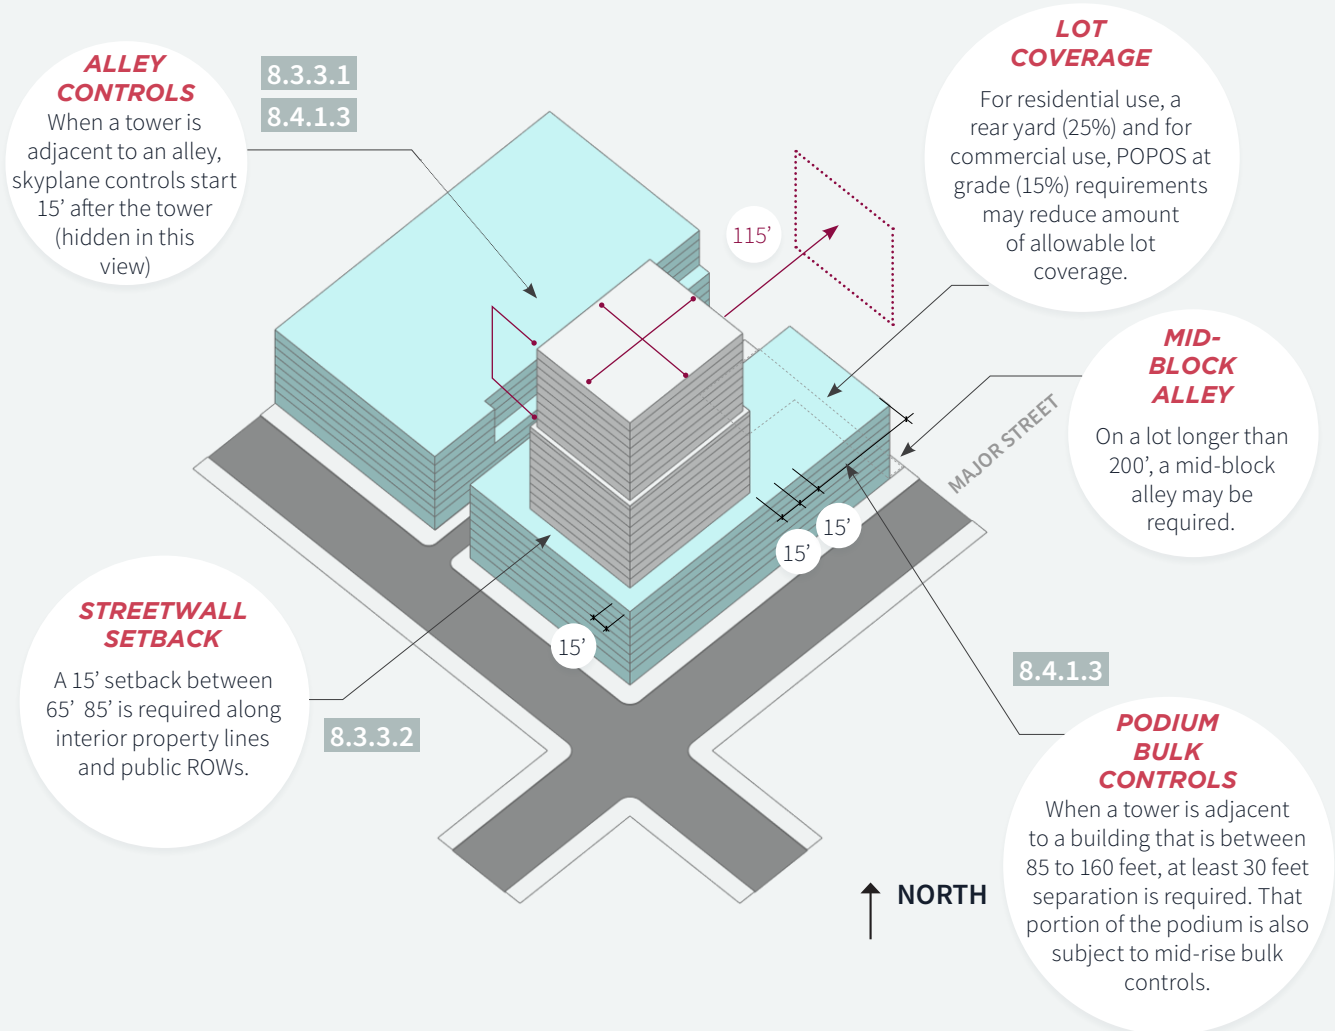 ALLEY
CONTROLS
When a tower is
adjacent to an alley,
skyplane controls start
15’ after the tower
(hidden in this
view)
8.3.3.1
8.4.1.3
LOT
COVERAGE
For residential use, a
rear yard (25%) and for
commercial use, POPOS at
grade (15%) requirements
may reduce amount
of allowable lot
coverage.
115’
MID-
BLOCK
ALLEY
On a lot longer than
200’, a mid-block
alley may be
required.
MAJOR STREET
15’
15’
15’
STREETWALL
SETBACK
A 15’ setback between
65’ 85’ is required along
interior property lines
and public ROWs.
8.3.3.2
8.4.1.3
PODIUM
BULK
CONTROLS
When a tower is adjacent
to a building that is between
85 to 160 feet, at least 30 feet
separation is required. That
portion of the podium is also
subject to mid-rise bulk
controls.
NORTH